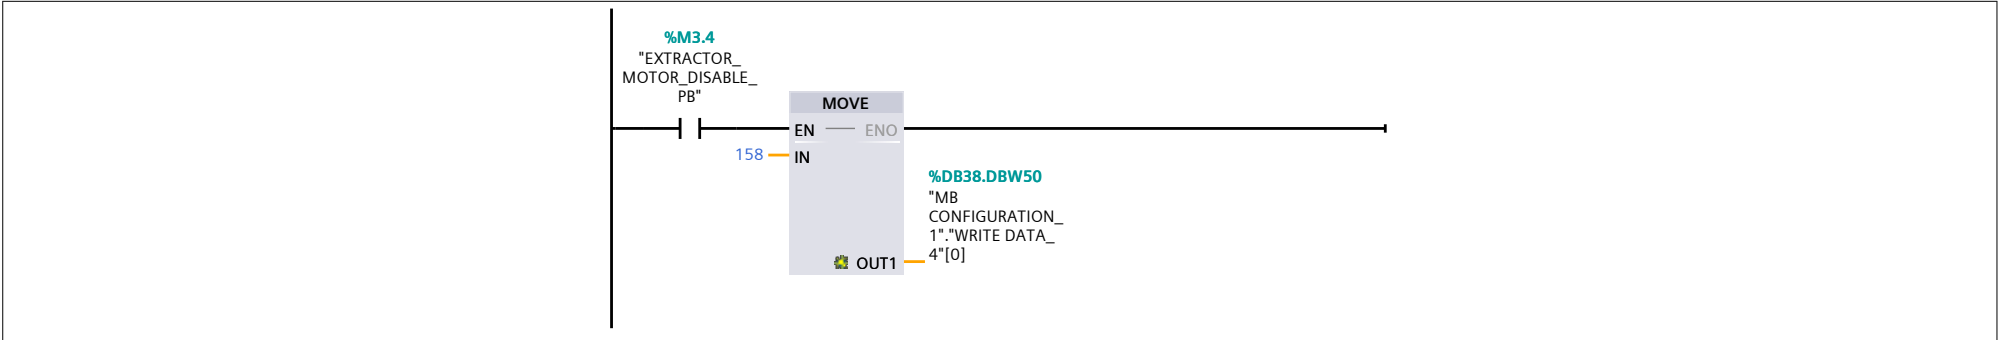 %M3.4
"EXTRACTOR_
MOTOR_DISABLE_
PB"
MOVE
EN
ENO
158
IN
%DB38.DBW50
"MB
CONFIGURATION_
1"."WRITE DATA_
4"[0]
OUT1